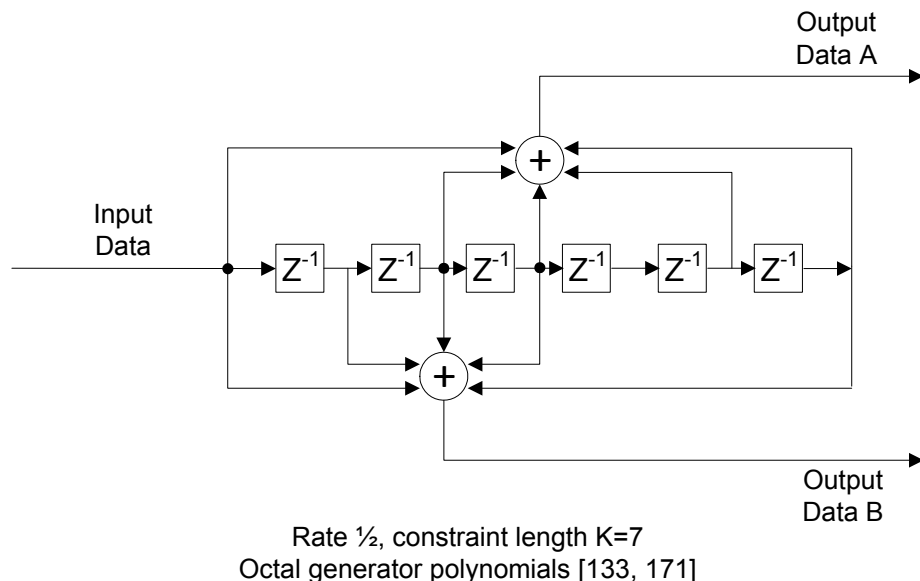 Output
Data A
+
Input
Data
Z⁻¹ Z⁻¹ Z⁻¹ Z⁻¹ Z⁻¹ Z⁻¹
+
Output
Data B
Rate ½, constraint length K=7
Octal generator polynomials [133, 171]